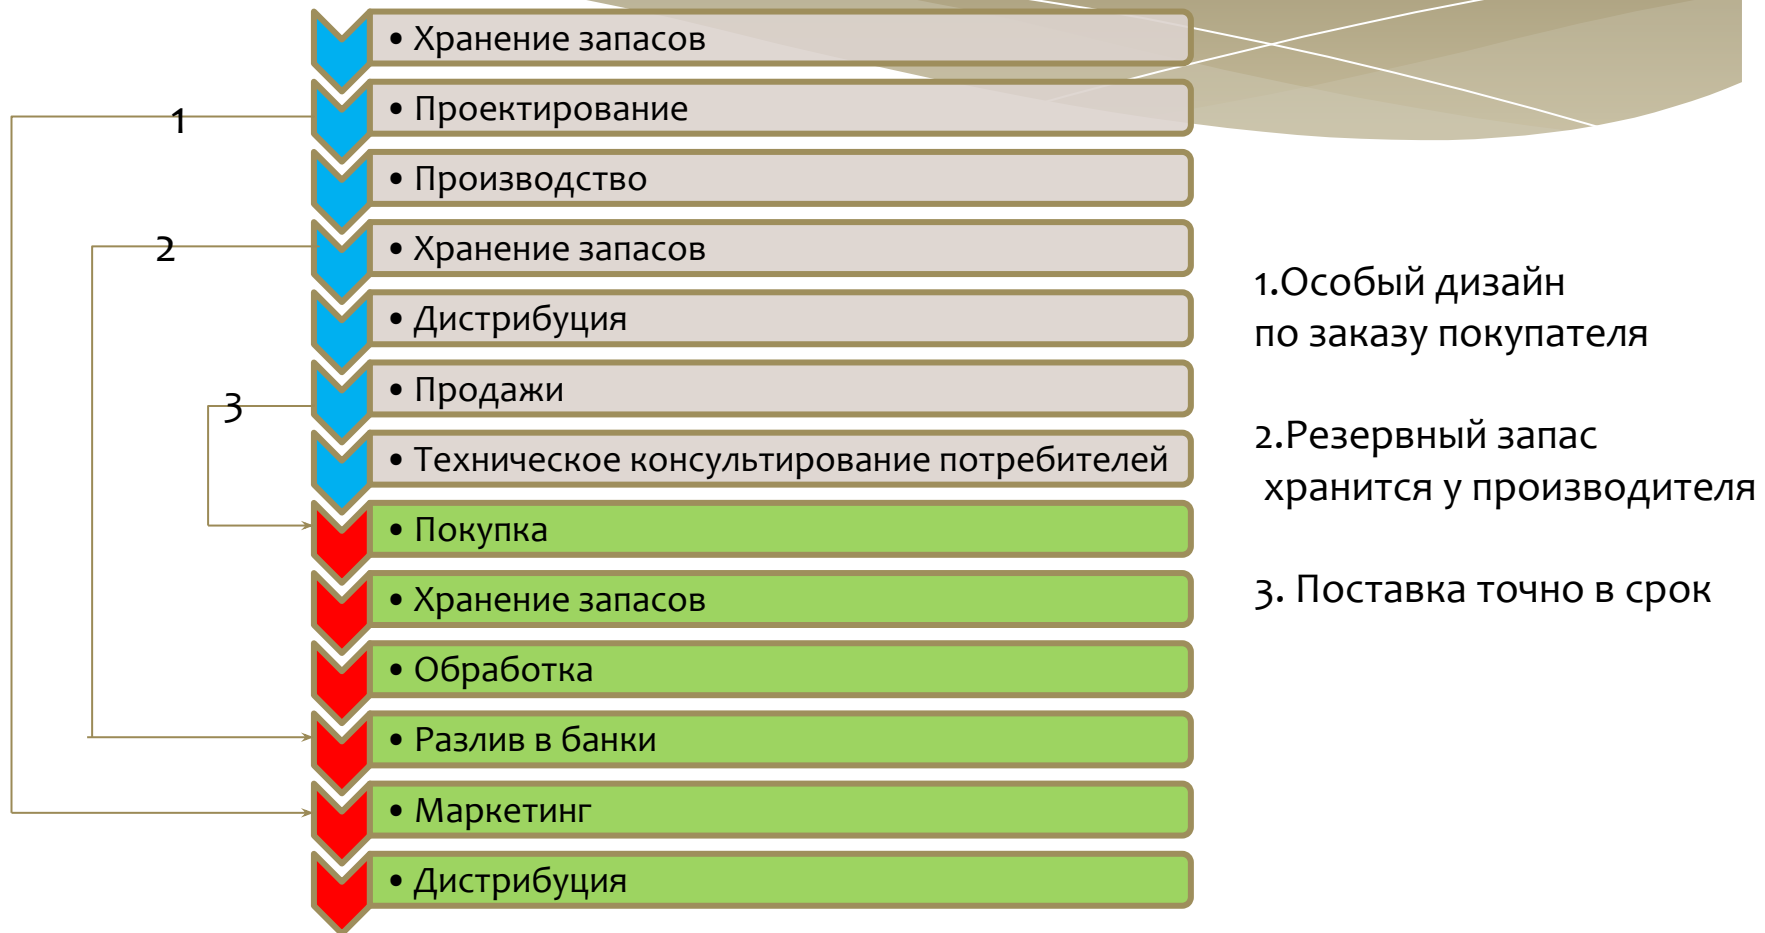 • Хранение запасов
1
• Проектирование
• Производство
2
• Хранение запасов
• Дистрибуция
3
• Продажи
• Техническое консультирование потребителей
• Покупка
• Хранение запасов
• Обработка
• Разлив в банки
• Маркетинг
• Дистрибуция
1.Особый дизайн
по заказу покупателя
2.Резервный запас
хранится у производителя
3. Поставка точно в срок